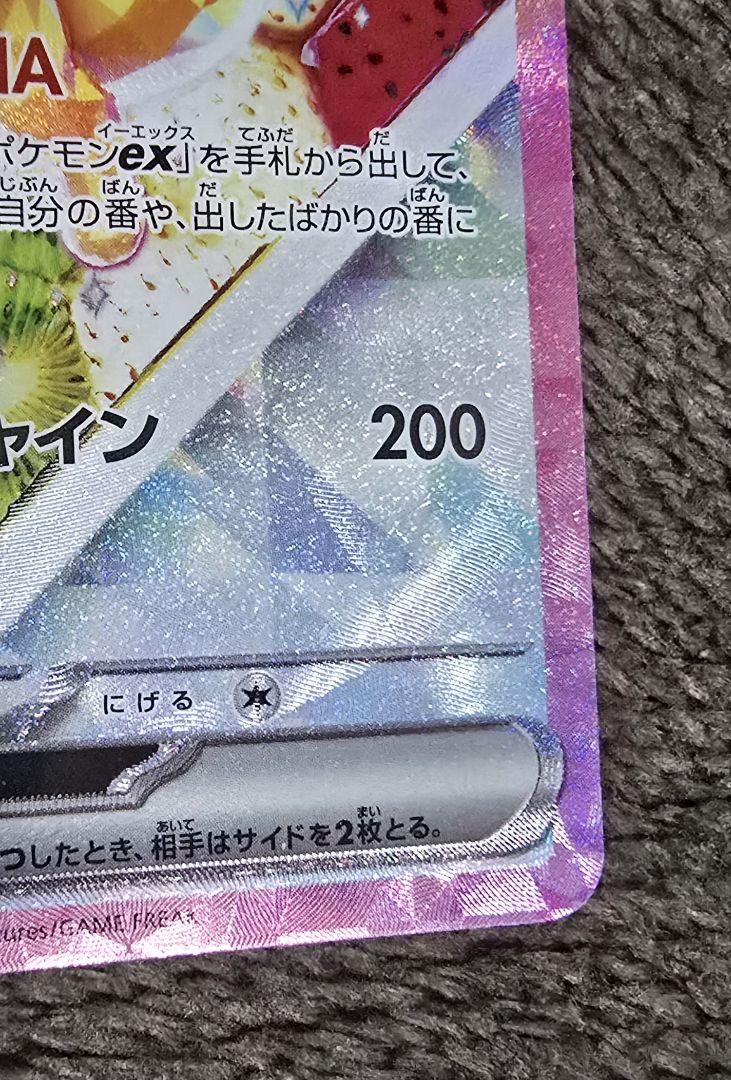 MA
ポケモンex」を手札から出して、
自分の番や、出したばかりの番に
ャイン 200
にげる
つしたとき、相手はサイドを2枚とる。
ures/GAME FREAK